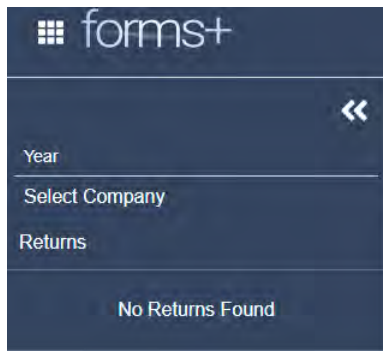 forms+
Year
Select Company
Returns
No Returns Found